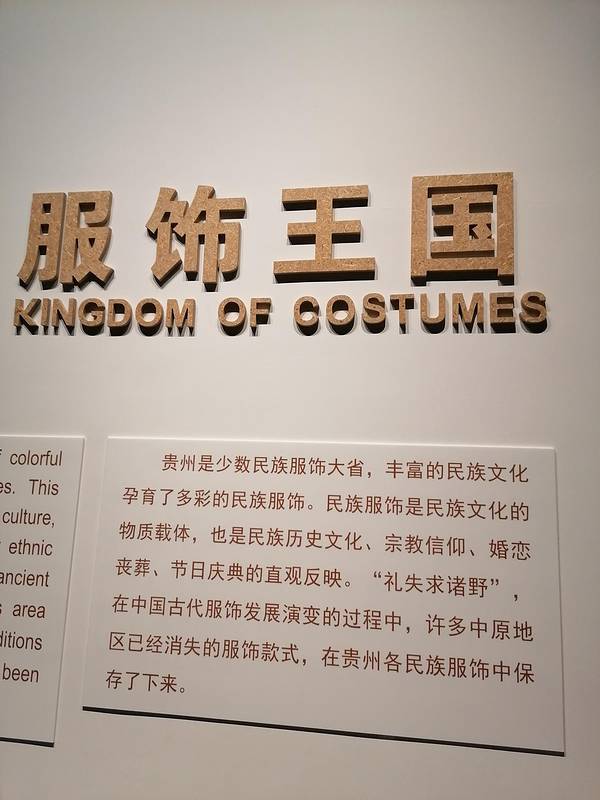 服饰王国
KINGDOM OF COSTUMES
colorful
This
culture,
ethnic
ancient
area
been
贵州是少数民族服饰大省，丰富的民族文化
孕育了多彩的民族服饰。民族服饰是民族文化的
物质载体，也是民族历史文化、宗教信仰、婚恋
丧葬、节日庆典的直观反映。“礼失求诸野”，
在中国古代服饰发展演变的过程中，许多中原地
区已经消失的服饰款式，在贵州各民族服饰中保
存了下来。